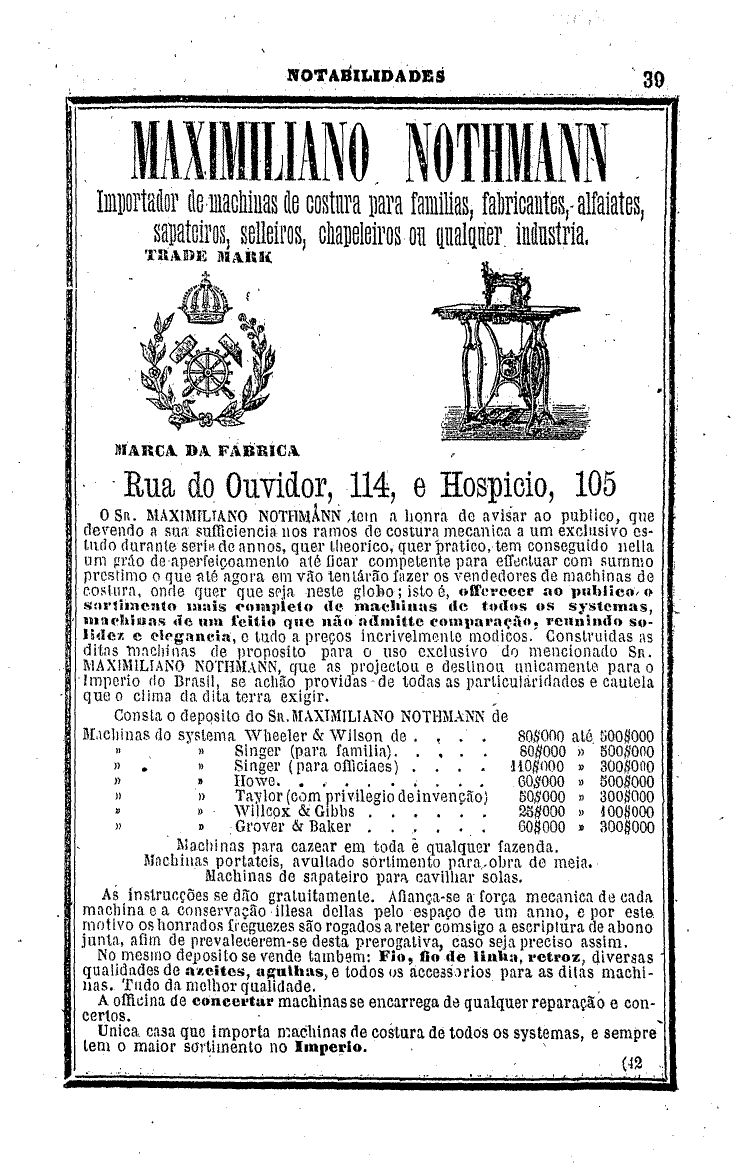 NOTABILIDADES 39
MAXIMILIANO NOTHMANN
Importador de machinas de costura para familias, fabricantes, alfaiates,
sapateiros, selleiros, chapeleiros ou qualquer industria.
TRADE MARK
MARCA DA FABRICA
Rua do Ouvidor, 114, e Hospicio, 105
O SR. MAXIMILIANO NOTHMANN tem a honra de avisar ao publico, que
devendo a sua sufficiencia nos ramos de costura mecanica a um exclusivo es-
tudo durante serie de annos, quer theorico, quer pratico, tem conseguido nella
um gráo de aperfeiçoamento até ficar competente para effectuar com summo
prestimo o que até agora em vão tentárão fazer os vendedores de machinas de
costura, onde quer que seja neste globo; isto é, offerecer ao publico o
sortimento mais completo de machinas de todos os systemas,
machinas de um feitio que não admitte comparação, reunindo so-
lidez e elegancia, e tudo a preços incrivelmente modicos. Construidas as
ditas machinas de proposito para o uso exclusivo do mencionado SR.
MAXIMILIANO NOTHMANN, que as projectou e destinou unicamente para o
Imperio do Brasil, se achão providas de todas as particularidades e cautela
que o clima da dita terra exigir.
Consta o deposito do SR. MAXIMILIANO NOTHMANN de
Machinas do systema Wheeler & Wilson de . . . . 80$000 até 500$000
» » Singer (para familia). . . . . 80$000 » 500$000
» » Singer (para officiaes) . . . . 110$000 » 300$000
» » Howe. . . . . . . . . . 60$000 » 500$000
» » Taylor (com privilegio de invenção) 50$000 » 300$000
» » Willcox & Gibbs . . . . . . 25$000 » 100$000
» » Grover & Baker . . . . . . 60$000 » 300$000
Machinas para cazear em toda e qualquer fazenda.
Machinas portateis, avultado sortimento para obra de meia.
Machinas de sapateiro para cavilhar solas.
As instrucções se dão gratuitamente. Afiança-se a força mecanica de cada
machina e a conservação illesa dellas pelo espaço de um anno, e por este
motivo os honrados freguezes são rogados a reter comsigo a escriptura de abono
junta, afim de prevalecerem-se desta prerogativa, caso seja preciso assim.
No mesmo deposito se vende tambem: Fio, fio de linha, retroz, diversas
qualidades de azeites, agulhas, e todos os accessorios para as ditas machi-
nas. Tudo da melhor qualidade.
A officina de concertar machinas se encarrega de qualquer reparação e con-
certos.
Unica casa que importa machinas de costura de todos os systemas, e sempre
tem o maior sortimento no Imperio.
(42